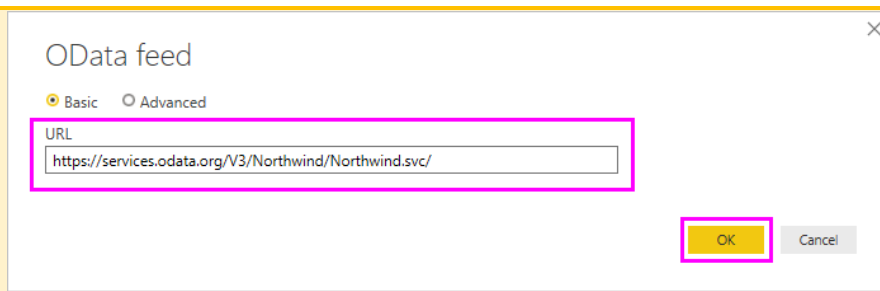 OData feed
Basic Advanced
URL
https://services.odata.org/V3/Northwind/Northwind.svc/
OK Cancel